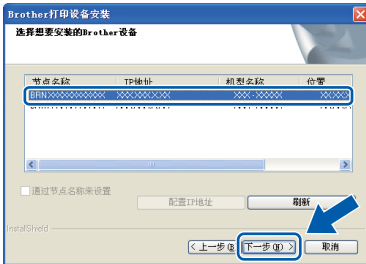 Brother打印设备安装
选择想要安装的Brother设备
节点名称 IP地址 机型名称 位置
BRNXXXXXXXXXXXX XXXXXXXXX XXX-XXXXX XXXXX
通过节点名称来设置
配置IP地址 刷新
InstallShield
< 上一步(B) 下一步(N) > 取消